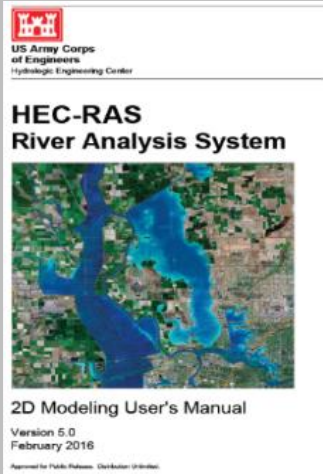 US Army Corps
of Engineers
Hydrologic Engineering Center
HEC-RAS
River Analysis System
2D Modeling User's Manual
Version 5.0
February 2016
Approved for Public Release. Distribution Unlimited.